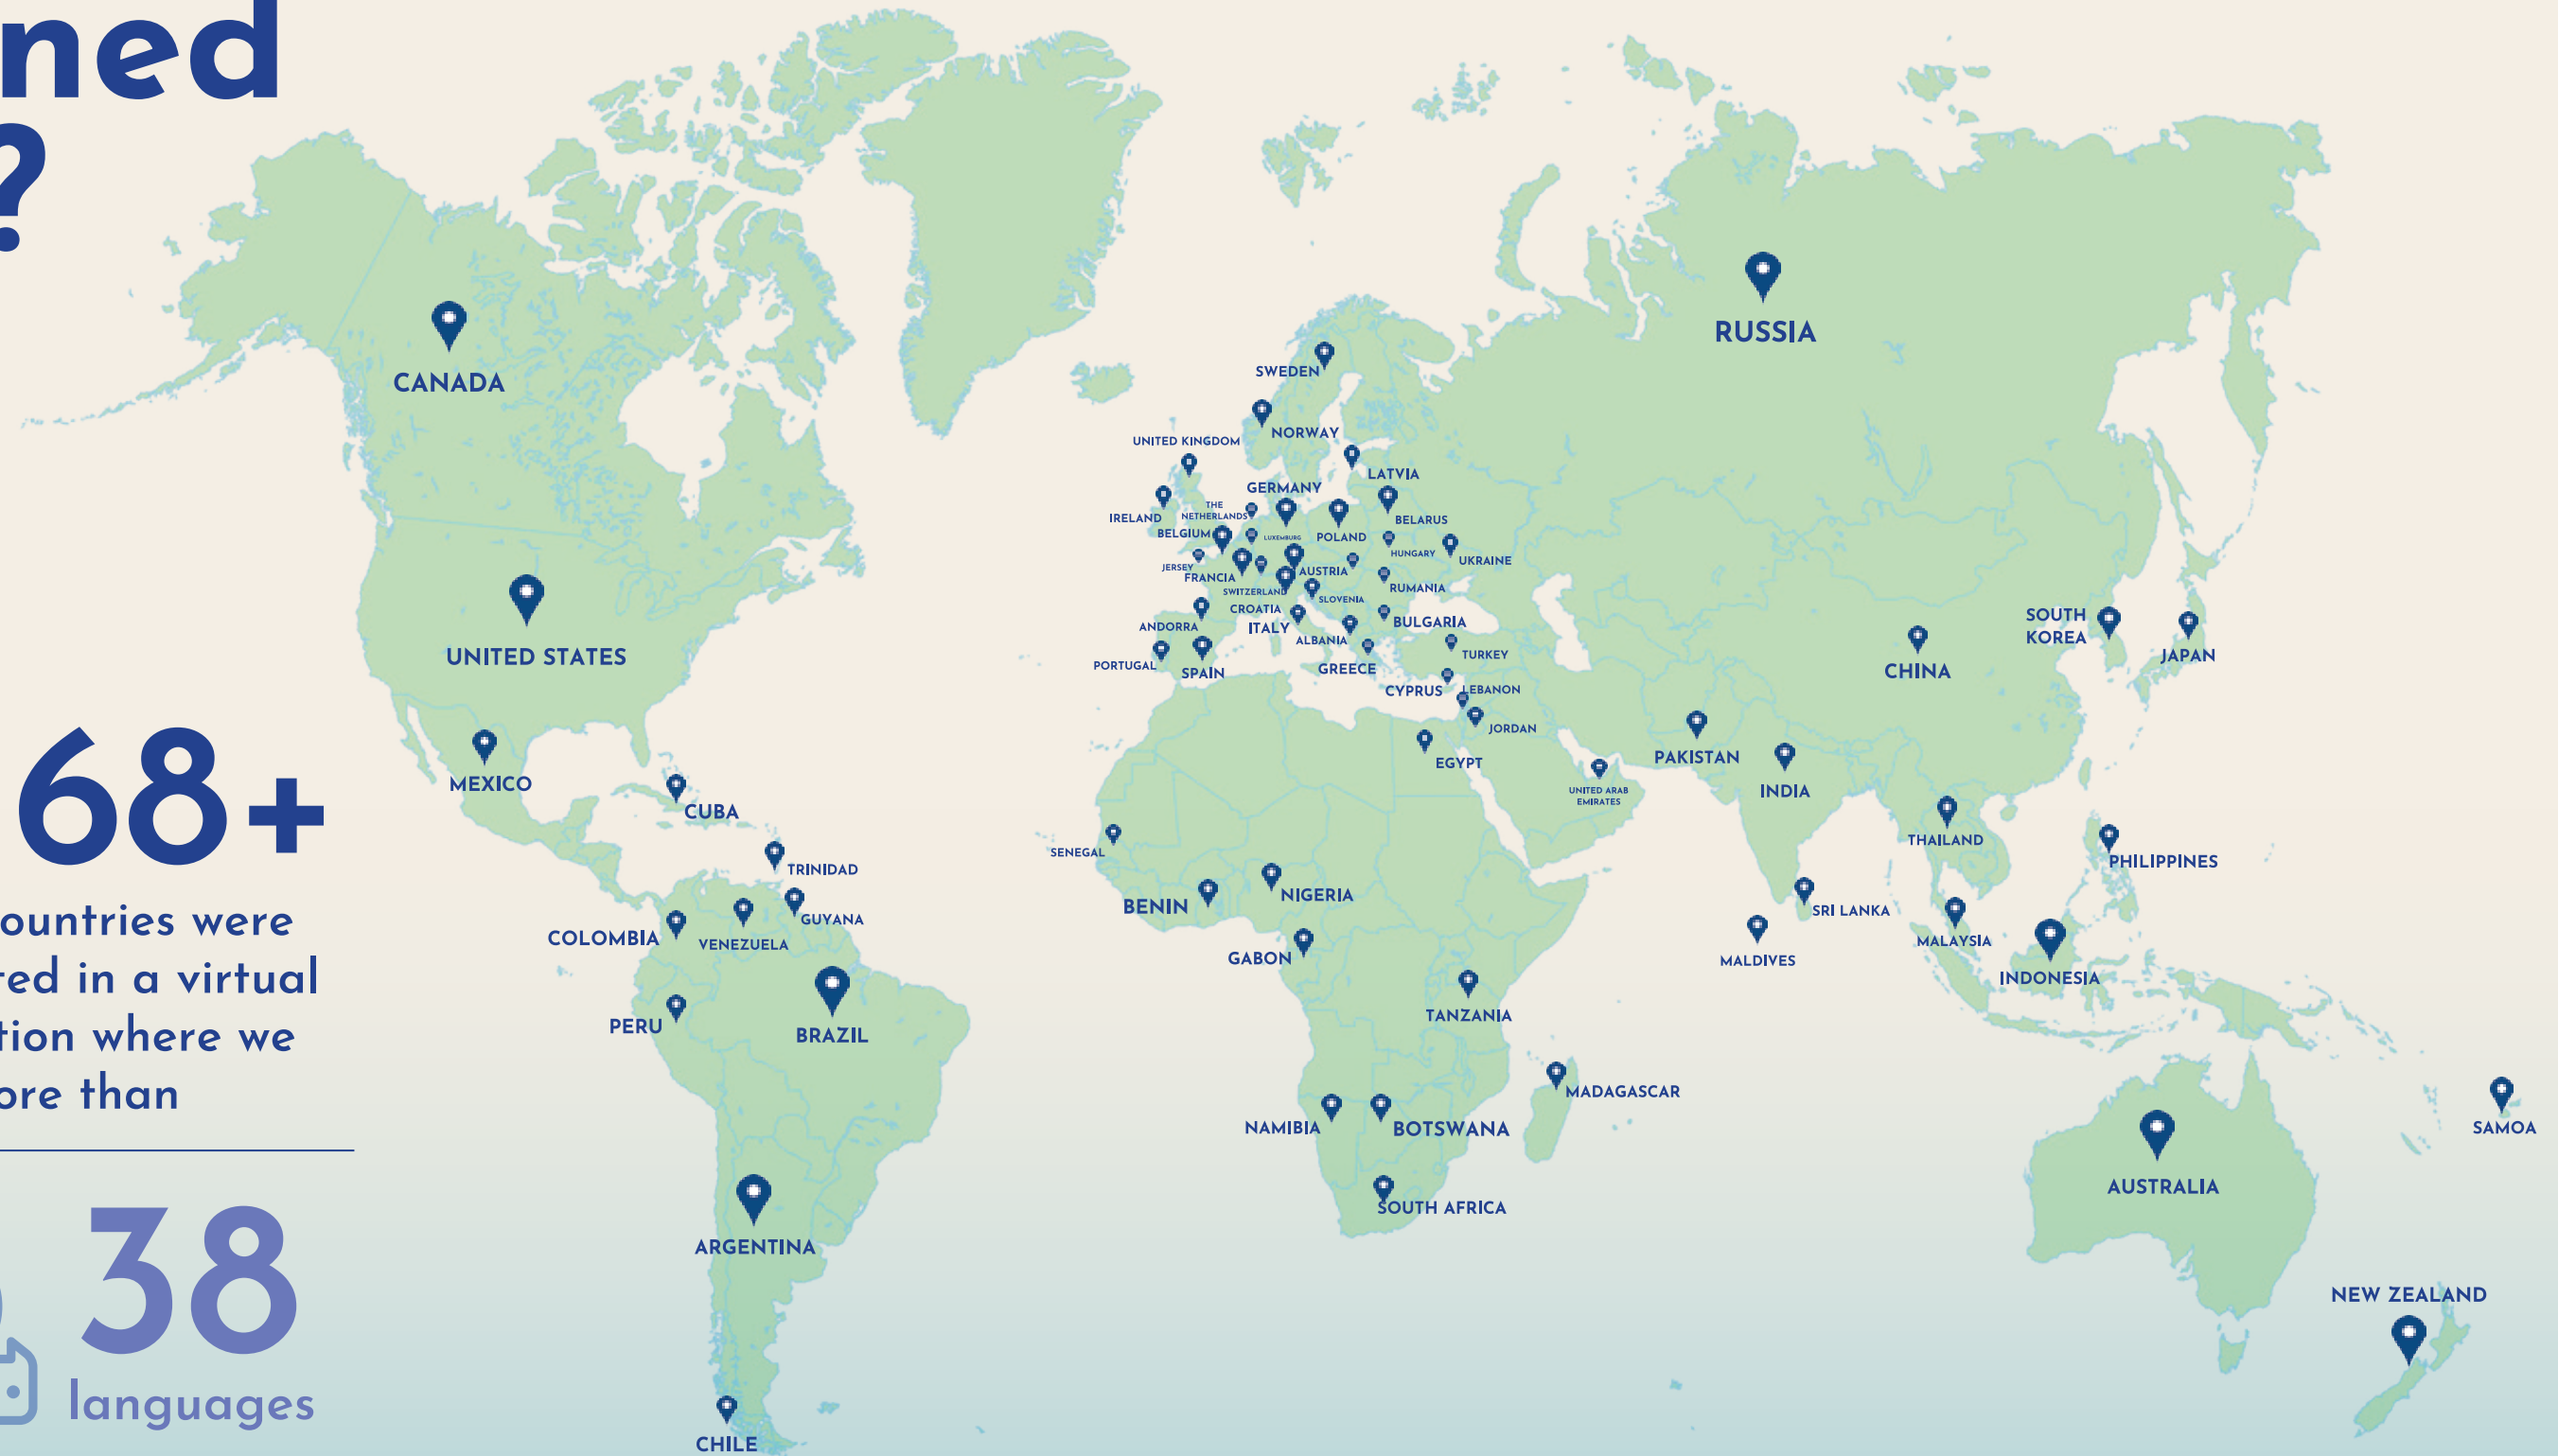 ned
?
68+
ountries were
ed in a virtual
tion where we
ore than
38
languages
CANADA
UNITED STATES
MEXICO
CUBA
TRINIDAD
GUYANA
VENEZUELA
COLOMBIA
PERU
BRAZIL
ARGENTINA
CHILE
RUSSIA
SWEDEN
NORWAY
UNITED KINGDOM
LATVIA
GERMANY
IRELAND
THE
NETHERLANDS
BELARUS
BELGIUM
LUXEMBURG
POLAND
HUNGARY
UKRAINE
JERSEY
FRANCIA
AUSTRIA
SWITZERLAND
RUMANIA
SLOVENIA
CROATIA
ANDORRA
ITALY
ALBANIA
BULGARIA
PORTUGAL
SPAIN
GREECE
TURKEY
CYPRUS
LEBANON
JORDAN
EGYPT
UNITED ARAB
EMIRATES
SENEGAL
BENIN
NIGERIA
GABON
TANZANIA
MADAGASCAR
NAMIBIA
BOTSWANA
SOUTH AFRICA
PAKISTAN
INDIA
SRI LANKA
MALDIVES
CHINA
SOUTH
KOREA
JAPAN
THAILAND
PHILIPPINES
MALAYSIA
INDONESIA
SAMOA
AUSTRALIA
NEW ZEALAND